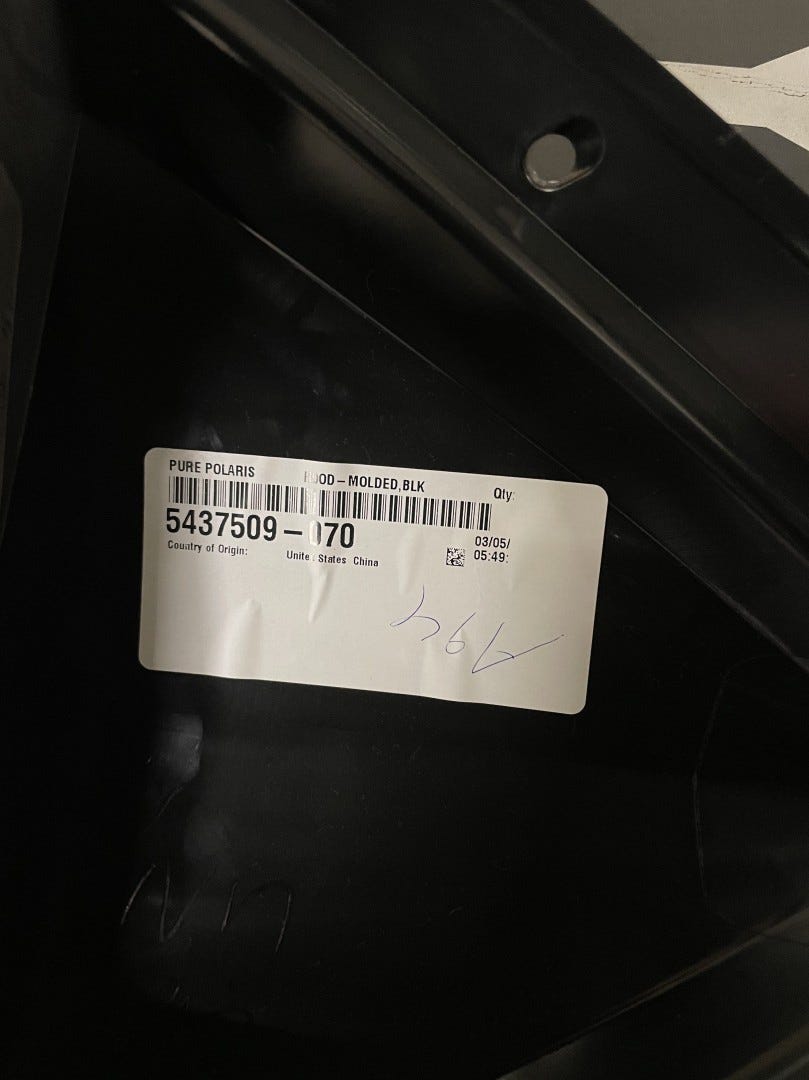 PURE POLARIS
HOOD-MOLDED,BLK
Qty:
5437509-070
03/05/
05:49:
Country of Origin:
United States China